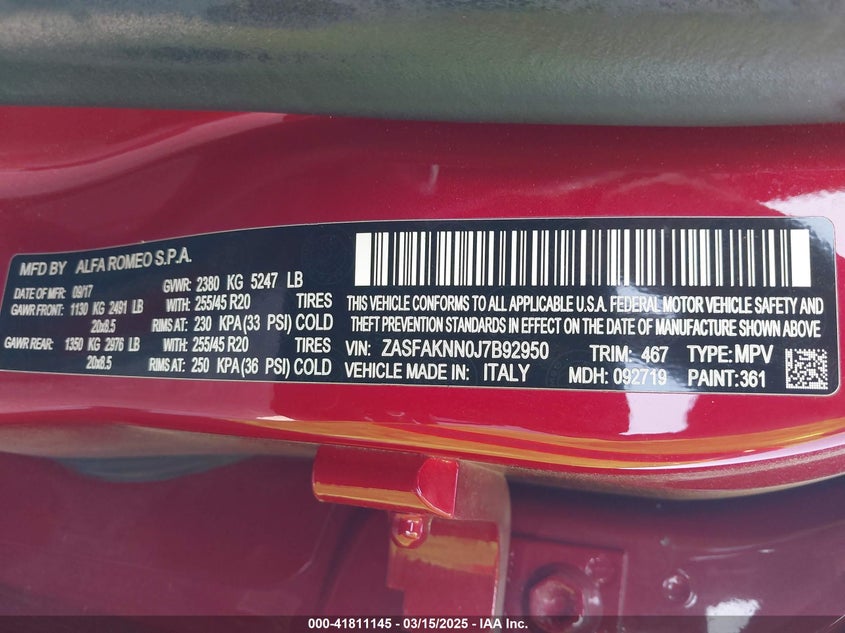 MFD BY ALFA ROMEO S.P.A.
DATE OF MFR: 09/17 GVWR: 2380 KG 5247 LB
GAWR FRONT: 1130 KG 2491 LB WITH: 255/45 R20 TIRES
20x8.5 RIMS AT: 230 KPA (33 PSI) COLD
GAWR REAR: 1350 KG 2976 LB WITH: 255/45 R20 TIRES
20x8.5 RIMS AT: 250 KPA (36 PSI) COLD
THIS VEHICLE CONFORMS TO ALL APPLICABLE U.S.A. FEDERAL MOTOR VEHICLE SAFETY AND
THEFT PREVENTION STANDARDS IN EFFECT ON THE DATE OF MANUFACTURE SHOWN ABOVE
VIN: ZASFAKNN0J7B92950 TRIM: 467 TYPE: MPV
VEHICLE MADE IN: ITALY MDH: 092719 PAINT: 361
000-41811145 - 03/15/2025 - IAA Inc.